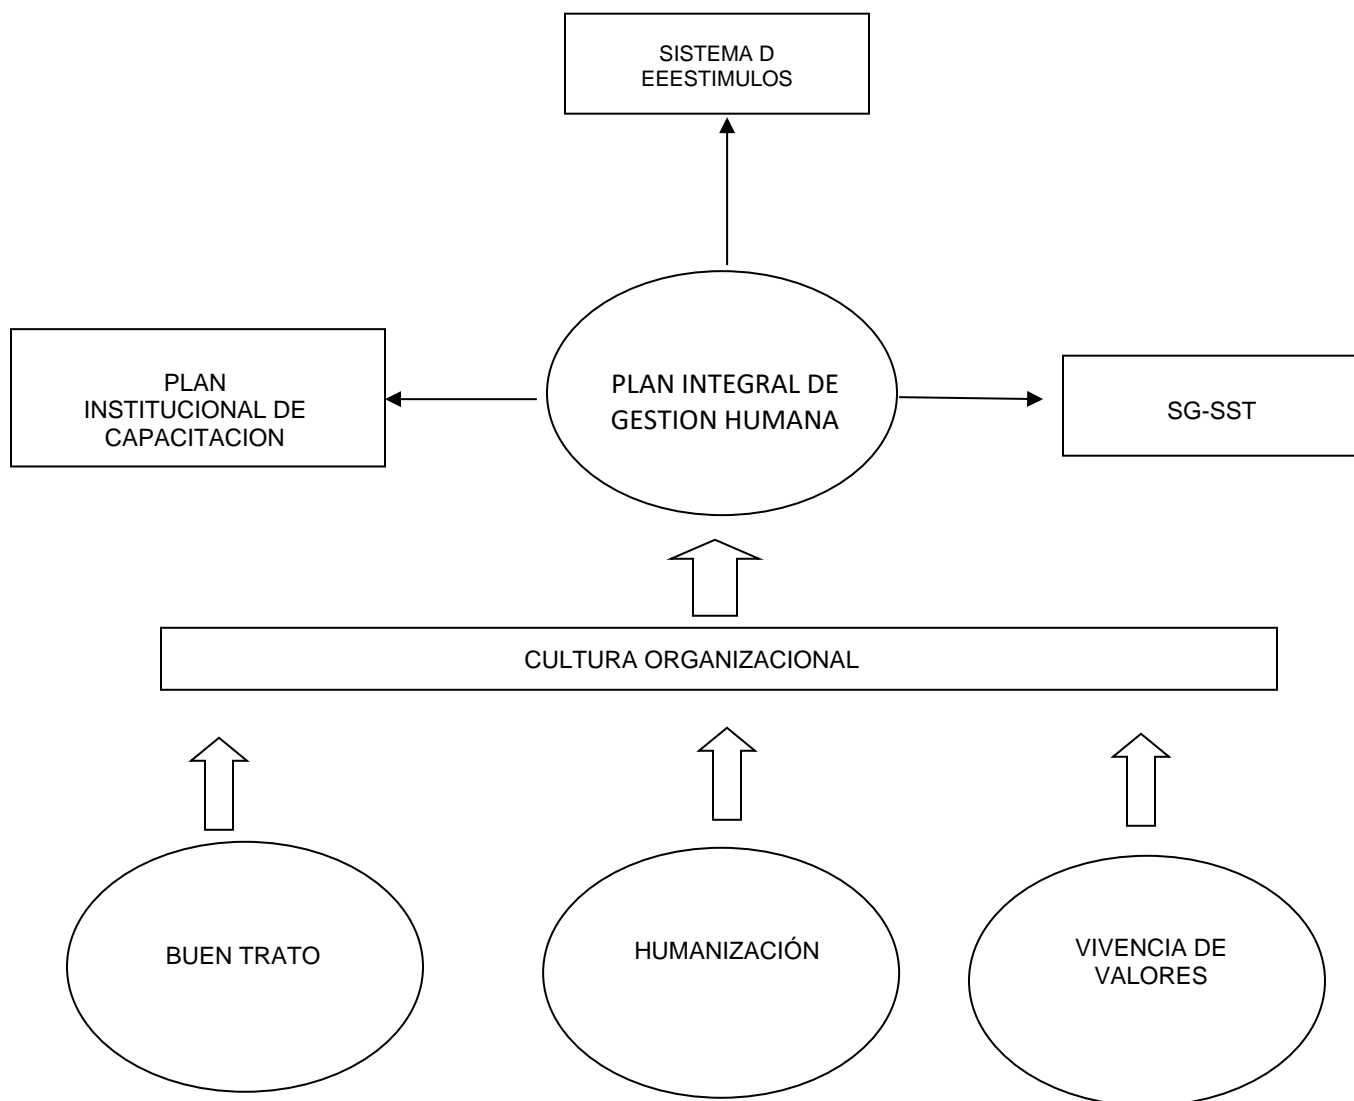 SISTEMA D
EEESTIMULOS
PLAN
INSTITUCIONAL DE
CAPACITACION
PLAN INTEGRAL DE
GESTION HUMANA
SG-SST
CULTURA ORGANIZACIONAL
BUEN TRATO
HUMANIZACIÓN
VIVENCIA DE
VALORES